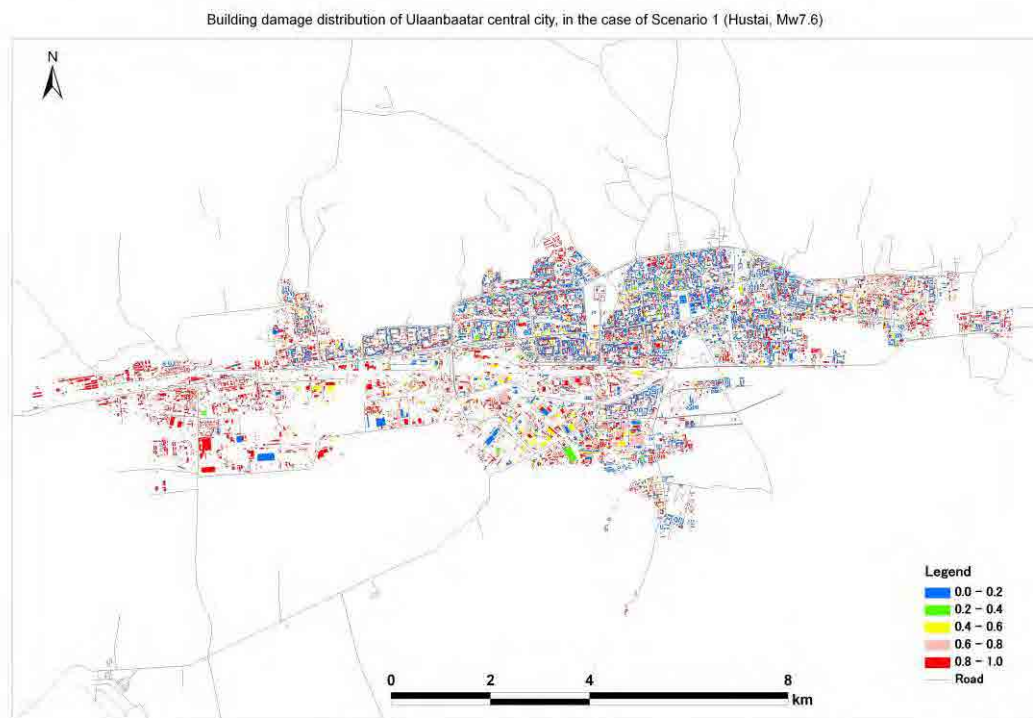 Building damage distribution of Ulaanbaatar central city, in the case of Scenario 1 (Hustai, Mw7.6)
N
Legend
0.0 - 0.2
0.2 - 0.4
0.4 - 0.6
0.6 - 0.8
0.8 - 1.0
Road
0 2 4 8
km